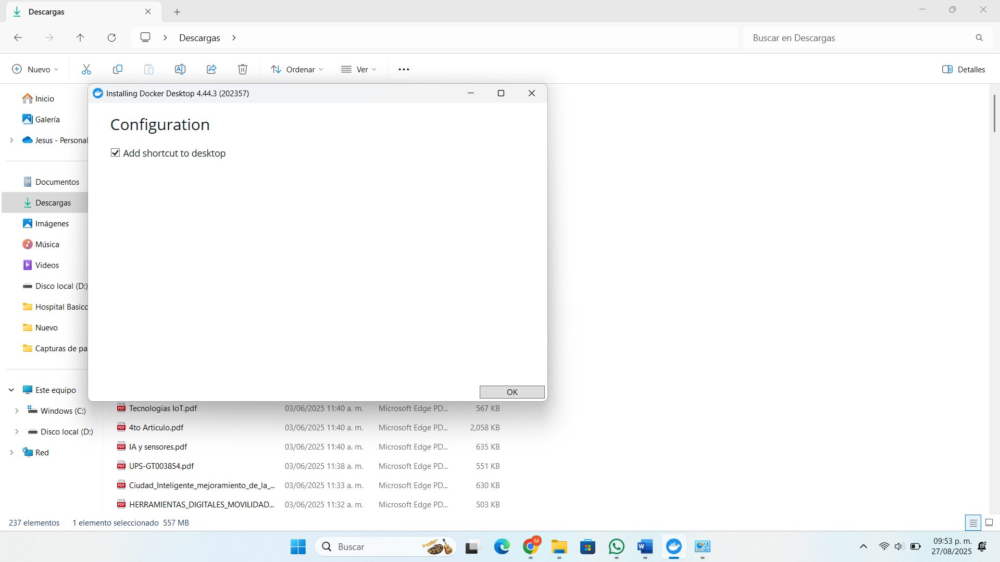 Descargas
Descargas
Buscar en Descargas
Nuevo
Ordenar
Ver
Detalles
Installing Docker Desktop 4.44.3 (202357)
Configuration
Add shortcut to desktop
OK
Inicio
Galería
Jesus - Personal
Documentos
Descargas
Imágenes
Música
Videos
Disco local (D:)
Hospital Basico
Nuevo
Capturas de pa
Este equipo
Windows (C:)
Disco local (D:)
Red
Tecnologias IoT.pdf 03/06/2025 11:40 a. m. Microsoft Edge PD... 567 KB
4to Articulo.pdf 03/06/2025 11:40 a. m. Microsoft Edge PD... 2,058 KB
IA y sensores.pdf 03/06/2025 11:40 a. m. Microsoft Edge PD... 635 KB
UPS-GT003854.pdf 03/06/2025 11:38 a. m. Microsoft Edge PD... 551 KB
Ciudad_Inteligente_mejoramiento_de_la_... 03/06/2025 11:33 a. m. Microsoft Edge PD... 630 KB
HERRAMIENTAS_DIGITALES_MOVILIDAD... 03/06/2025 11:32 a. m. Microsoft Edge PD... 503 KB
237 elementos 1 elemento seleccionado 557 MB
Buscar
M
09:53 p. m.
27/08/2025